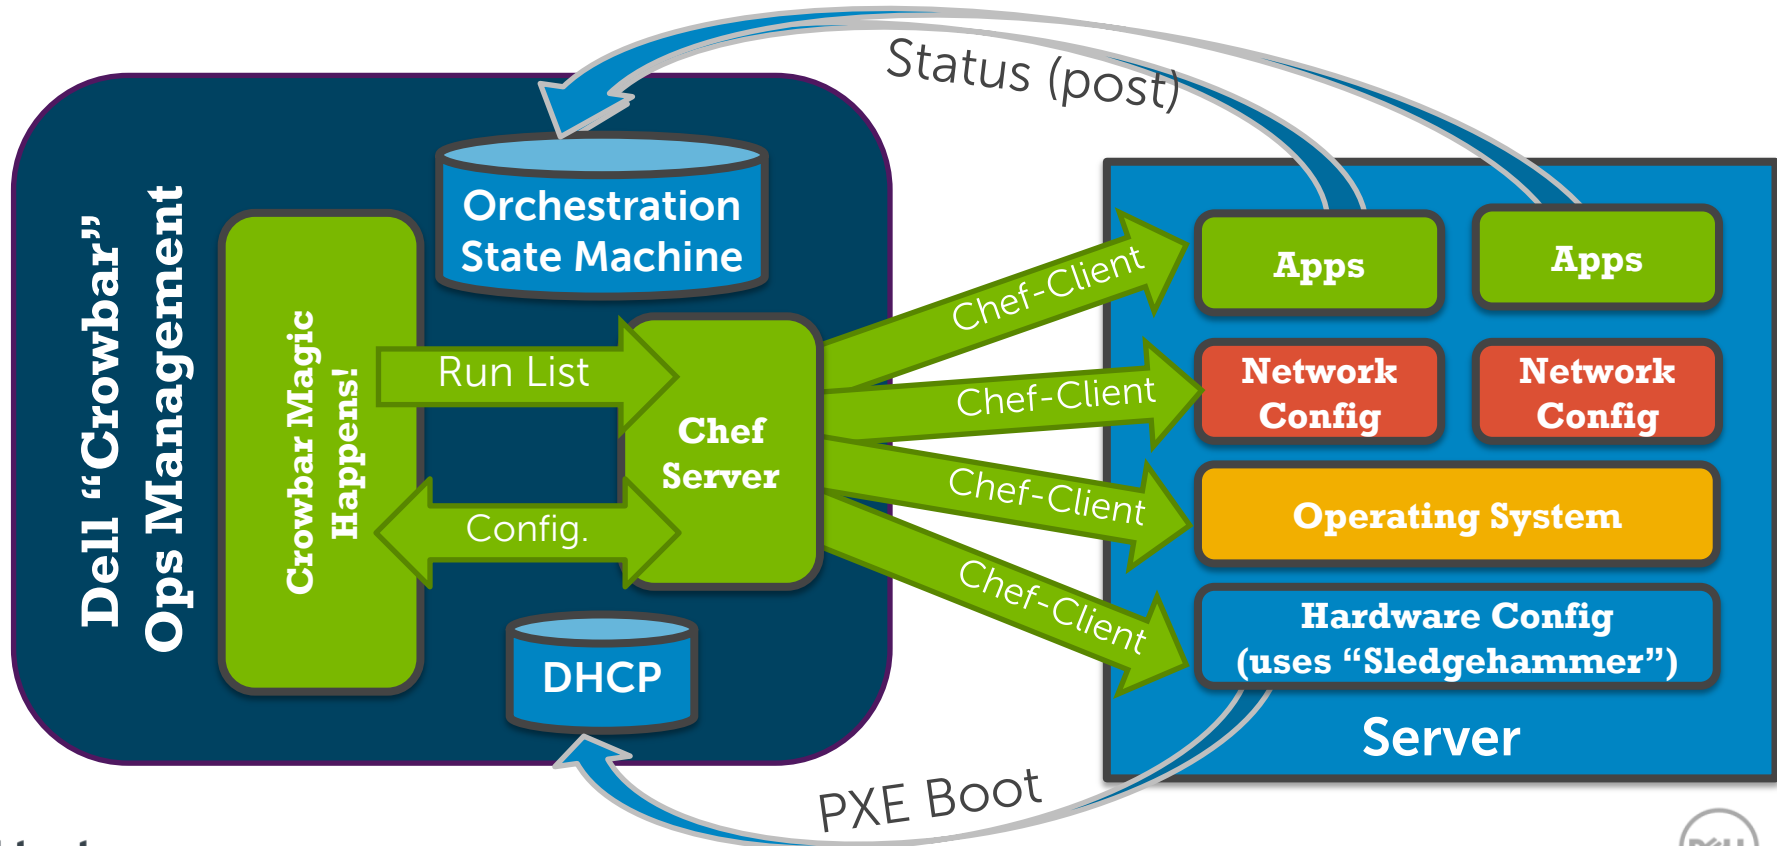 Status (post)
Dell “Crowbar”
Ops Management
Orchestration
State Machine
Crowbar Magic
Happens!
Run List
Config.
Chef
Server
DHCP
Chef-Client
Chef-Client
Chef-Client
Chef-Client
Apps
Apps
Network
Config
Network
Config
Operating System
Hardware Config
(uses “Sledgehammer”)
Server
PXE Boot